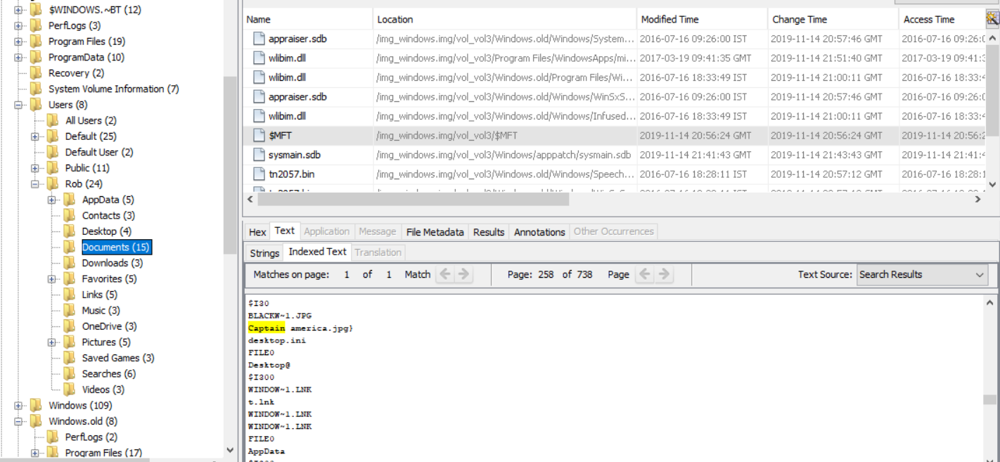 $WINDOWS.~BT (12)
PerfLogs (3)
Program Files (19)
ProgramData (10)
Recovery (2)
System Volume Information (7)
Users (8)
All Users (2)
Default (25)
Default User (2)
Public (11)
Rob (24)
AppData (5)
Contacts (3)
Desktop (4)
Documents (15)
Downloads (3)
Favorites (5)
Links (5)
Music (3)
OneDrive (3)
Pictures (5)
Saved Games (3)
Searches (6)
Videos (3)
Windows (109)
Windows.old (8)
PerfLogs (2)
Program Files (17)
Name Location Modified Time Change Time Access Time
appraiser.sdb /img_windows.img/vol_vol3/Windows.old/Windows/System... 2016-07-16 09:26:00 IST 2019-11-14 20:57:46 GMT 2016-07-16 09:26:0
wlibim.dll /img_windows.img/vol_vol3/Program Files/WindowsApps/mi... 2017-03-19 09:41:35 GMT 2019-11-14 21:51:40 GMT 2017-03-19 09:41:3
wlibim.dll /img_windows.img/vol_vol3/Windows.old/Program Files/Wi... 2016-07-16 18:33:49 IST 2019-11-14 21:00:11 GMT 2016-07-16 18:33:4
appraiser.sdb /img_windows.img/vol_vol3/Windows.old/Windows/WinSxS... 2016-07-16 09:26:00 IST 2019-11-14 20:57:46 GMT 2016-07-16 09:26:0
wlibim.dll /img_windows.img/vol_vol3/Windows.old/Windows/Infused... 2016-07-16 18:33:49 IST 2019-11-14 21:00:11 GMT 2016-07-16 18:33:4
$MFT /img_windows.img/vol_vol3/$MFT 2019-11-14 20:56:24 GMT 2019-11-14 20:56:24 GMT 2019-11-14 20:56:2
sysmain.sdb /img_windows.img/vol_vol3/Windows/apppatch/sysmain.sdb 2019-11-14 21:41:43 GMT 2019-11-14 21:43:43 GMT 2019-11-14 21:41:4
tn2057.bin /img_windows.img/vol_vol3/Windows.old/Windows/Speech... 2016-07-16 18:28:11 IST 2019-11-14 20:57:12 GMT 2016-07-16 18:28:1
Hex Text Application Message File Metadata Results Annotations Other Occurrences
Strings Indexed Text Translation
Matches on page: 1 of 1 Match Page: 258 of 738 Page Text Source: Search Results
$I30
BLACKW~1.JPG
Captain america.jpg}
desktop.ini
FILE0
Desktop@
$I300
WINDOW~1.LNK
t.lnk
WINDOW~1.LNK
WINDOW~1.LNK
FILE0
AppData